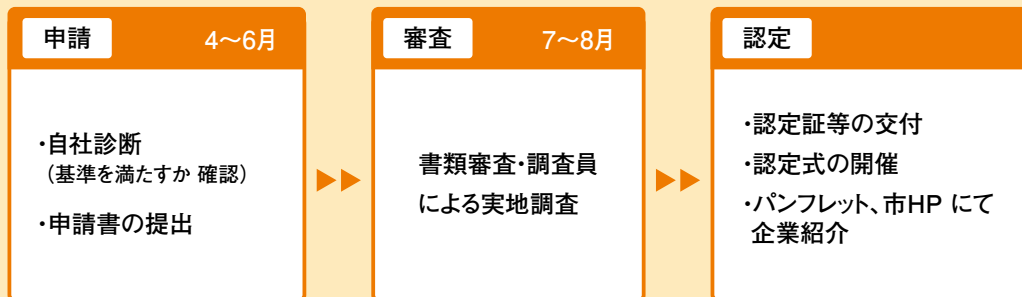 申請 4～6月
・自社診断
（基準を満たすか 確認）
・申請書の提出
審査 7～8月
書類審査・調査員
による実地調査
認定
・認定証等の交付
・認定式の開催
・パンフレット、市HP にて
企業紹介